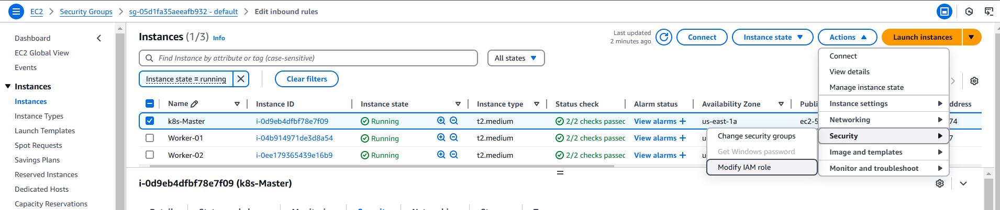 EC2 > Security Groups > sg-05d1fa35aeeafb932 - default > Edit inbound rules
Dashboard
EC2 Global View
Events
Instances
Instances
Instance Types
Launch Templates
Spot Requests
Savings Plans
Reserved Instances
Dedicated Hosts
Capacity Reservations
Instances (1/3) Info
Last updated
2 minutes ago
Connect
Instance state
Actions
Launch instances
Find Instance by attribute or tag (case-sensitive)
All states
Instance state = running
Clear filters
Name Instance ID Instance state Instance type Status check Alarm status Availability Zone Publi ddress
k8s-Master i-0d9eb4dfbf78e7f09 Running t2.medium 2/2 checks passed View alarms + us-east-1a ec2-5 74
Worker-01 i-04b914971de3d8a54 Running t2.medium 2/2 checks passed View alarms + u 7
Worker-02 i-0ee179365439e16b9 Running t2.medium 2/2 checks passed View alarms + u
Connect
View details
Manage instance state
Instance settings
Networking
Security
Image and templates
Monitor and troubleshoot
Change security groups
Get Windows password
Modify IAM role
i-0d9eb4dfbf78e7f09 (k8s-Master)